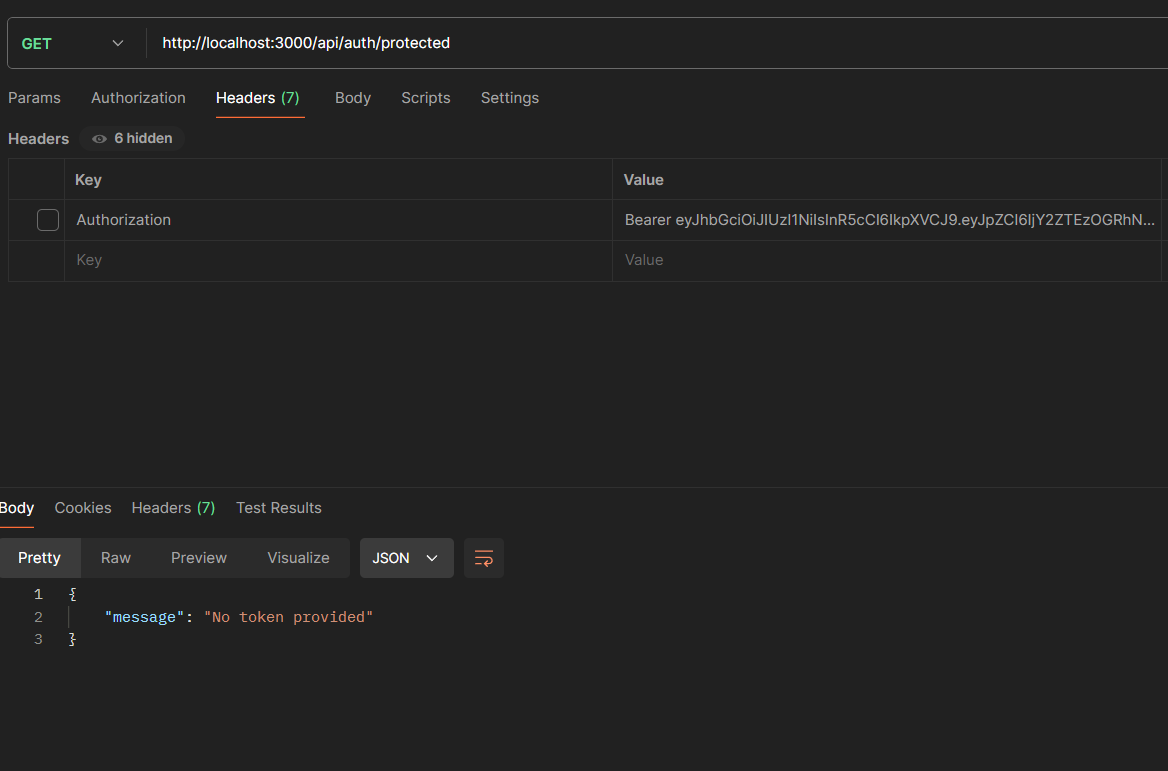 GET http://localhost:3000/api/auth/protected
Params Authorization Headers (7) Body Scripts Settings
Headers 6 hidden
Key Value
Authorization Bearer eyJhbGciOiJIUzI1NiIsInR5cCI6IkpXVCJ9.eyJpZCI6IjY2ZTEzOGRhN...
Key Value
Body Cookies Headers (7) Test Results
Pretty Raw Preview Visualize JSON
1 {
2 "message": "No token provided"
3 }